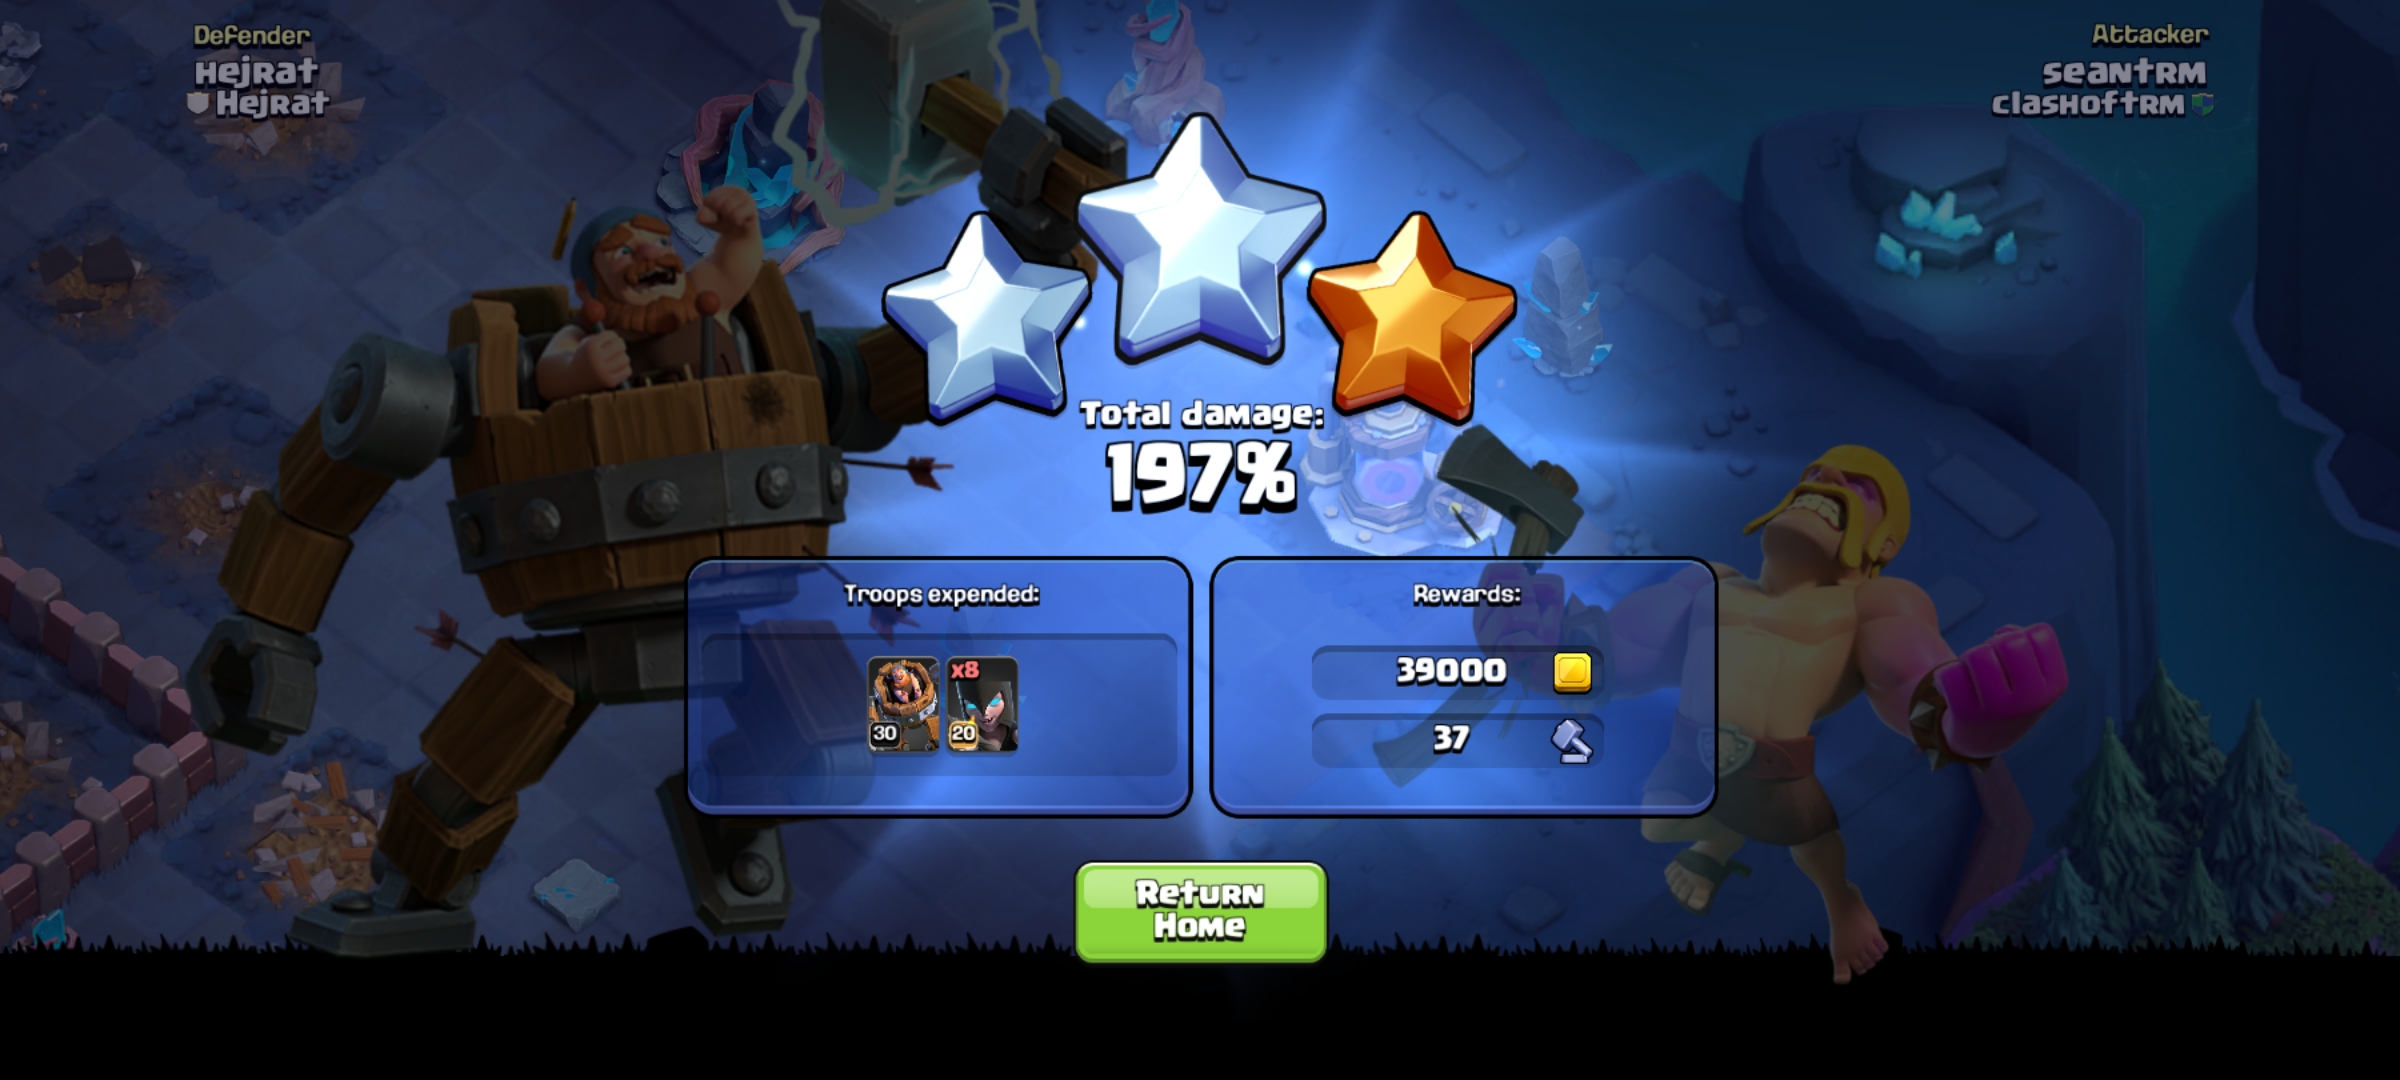 Defender
HejRat
HejRat
Attacker
seantRM
clashoftRM
Total damage:
197%
Troops expended:
30
x8
20
Rewards:
39000
37
Return
Home